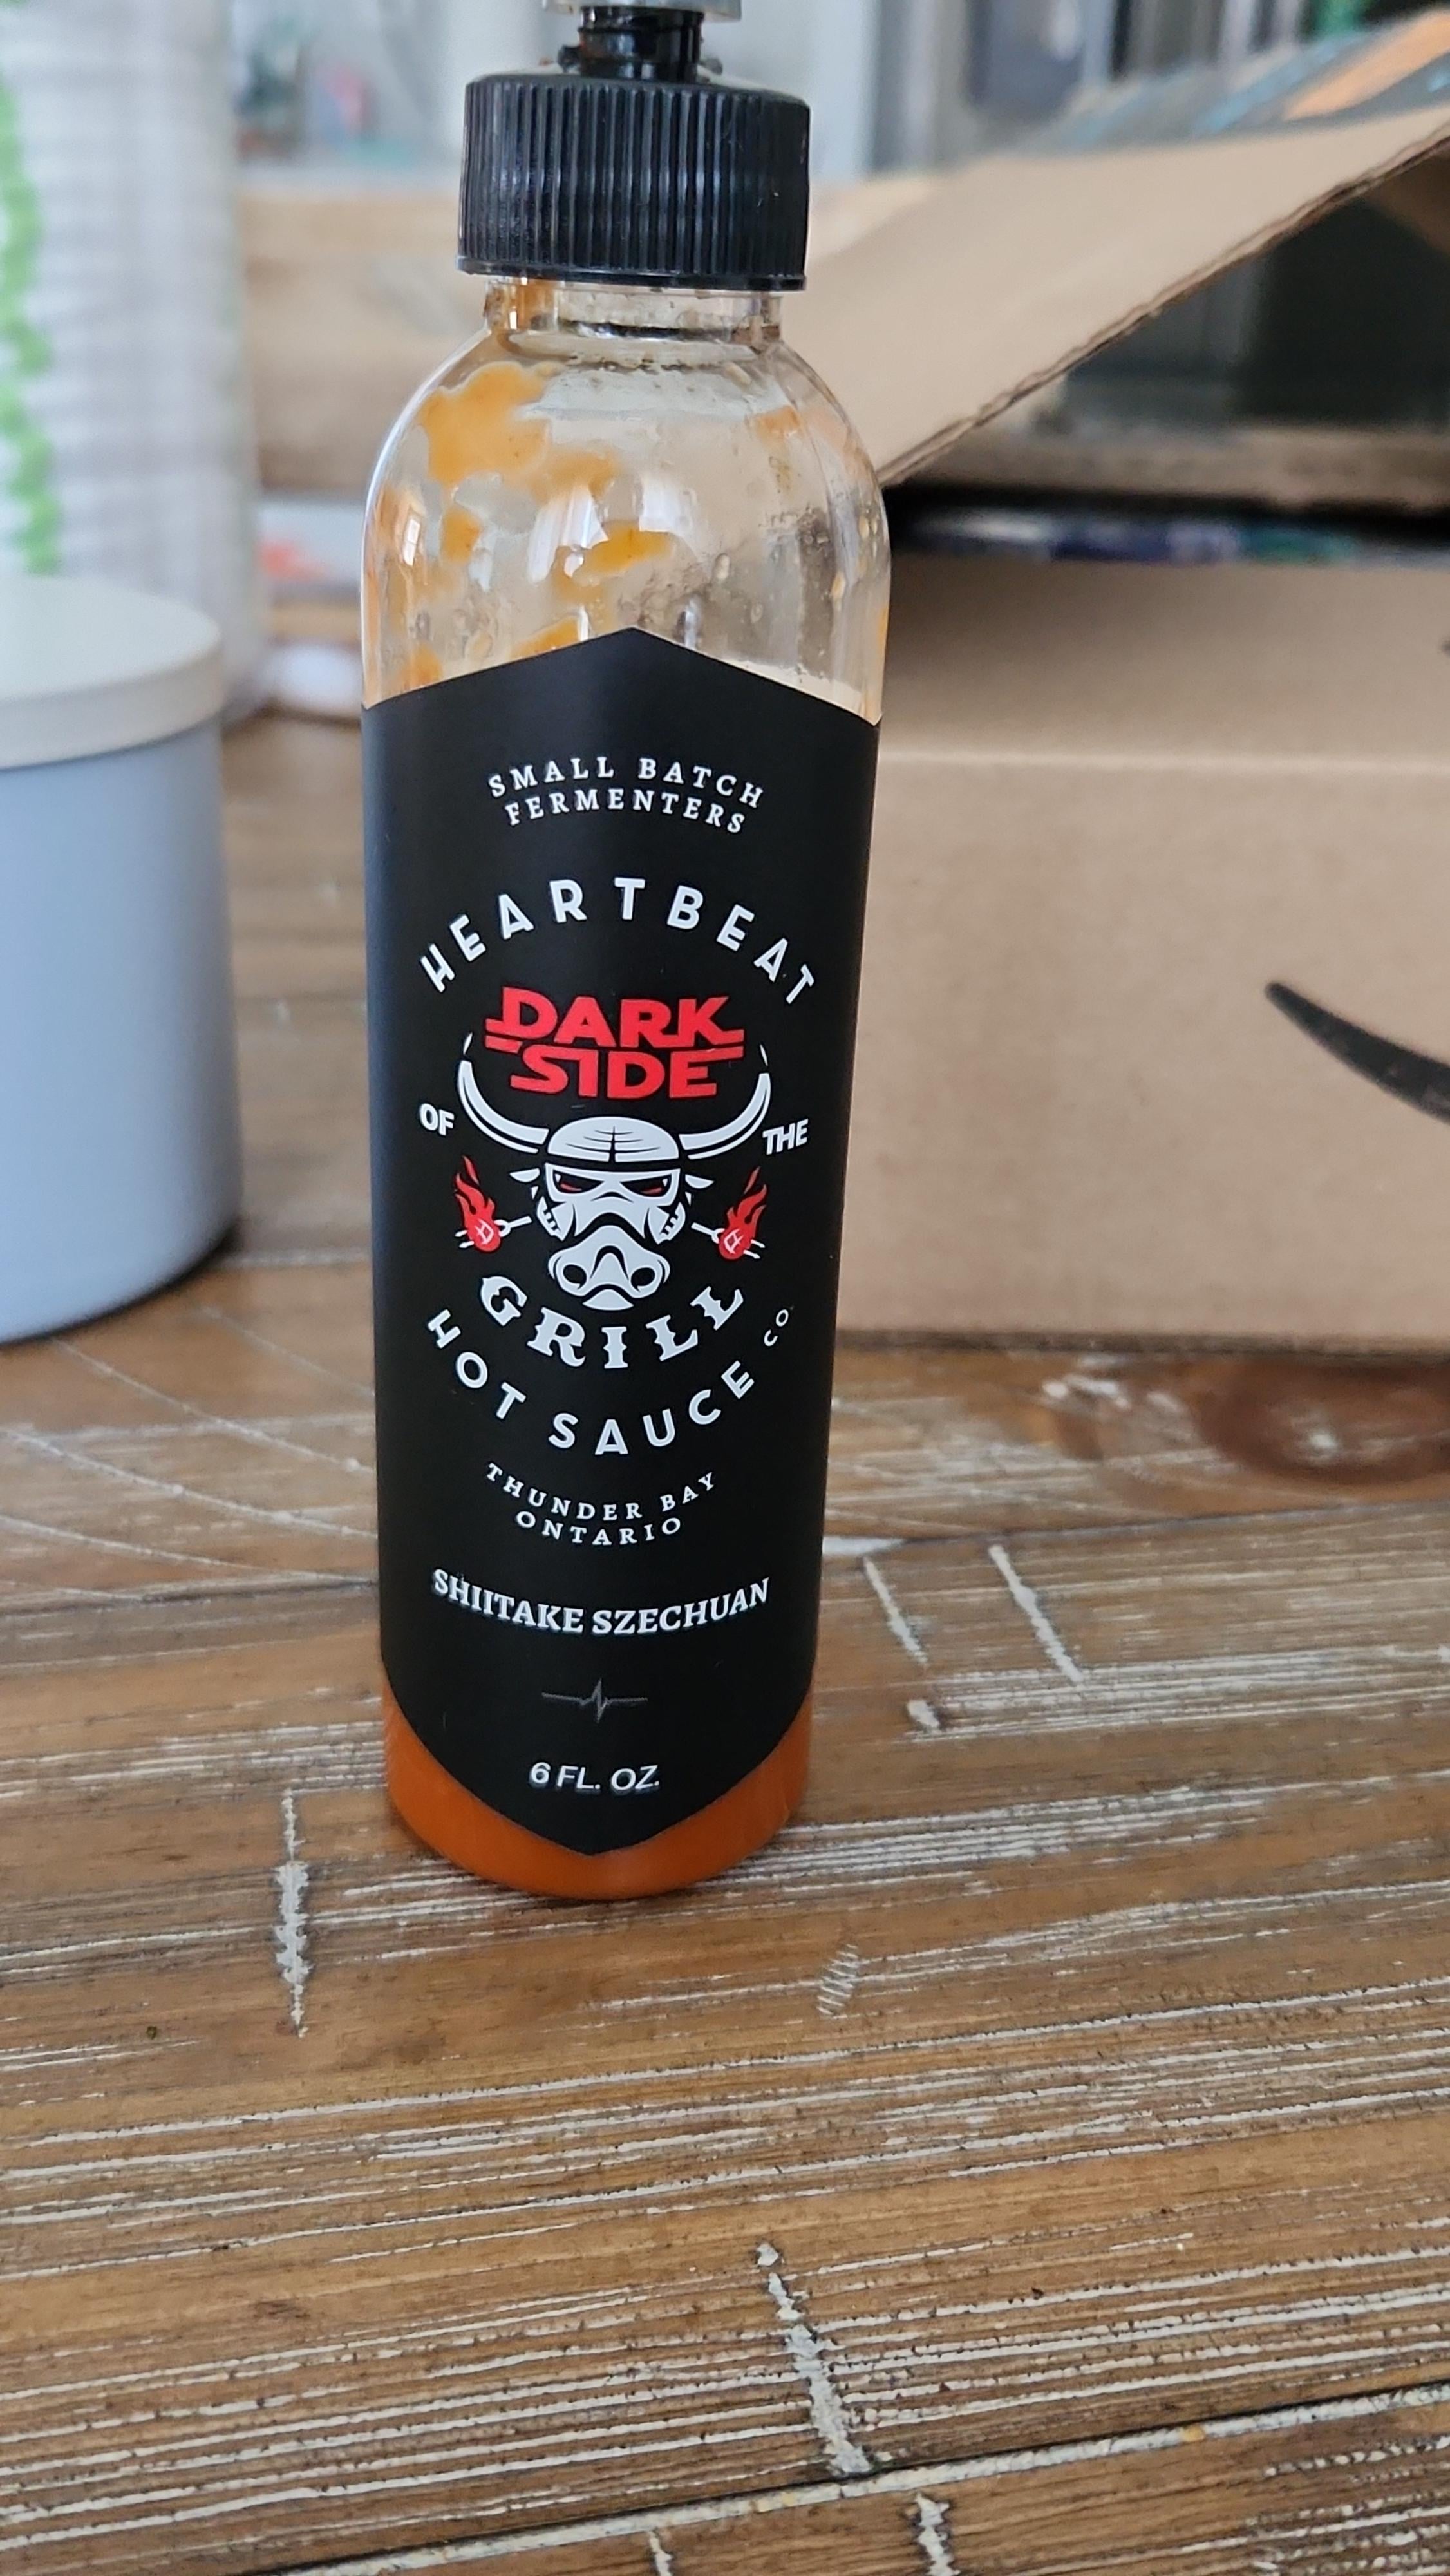 SMALL BATCH
FERMENTERS
HEARTBEAT
DARK
SIDE
OF THE
GRILL
HOT SAUCE CO
THUNDER BAY
ONTARIO
SHIITAKE SZECHUAN
6 FL. OZ.